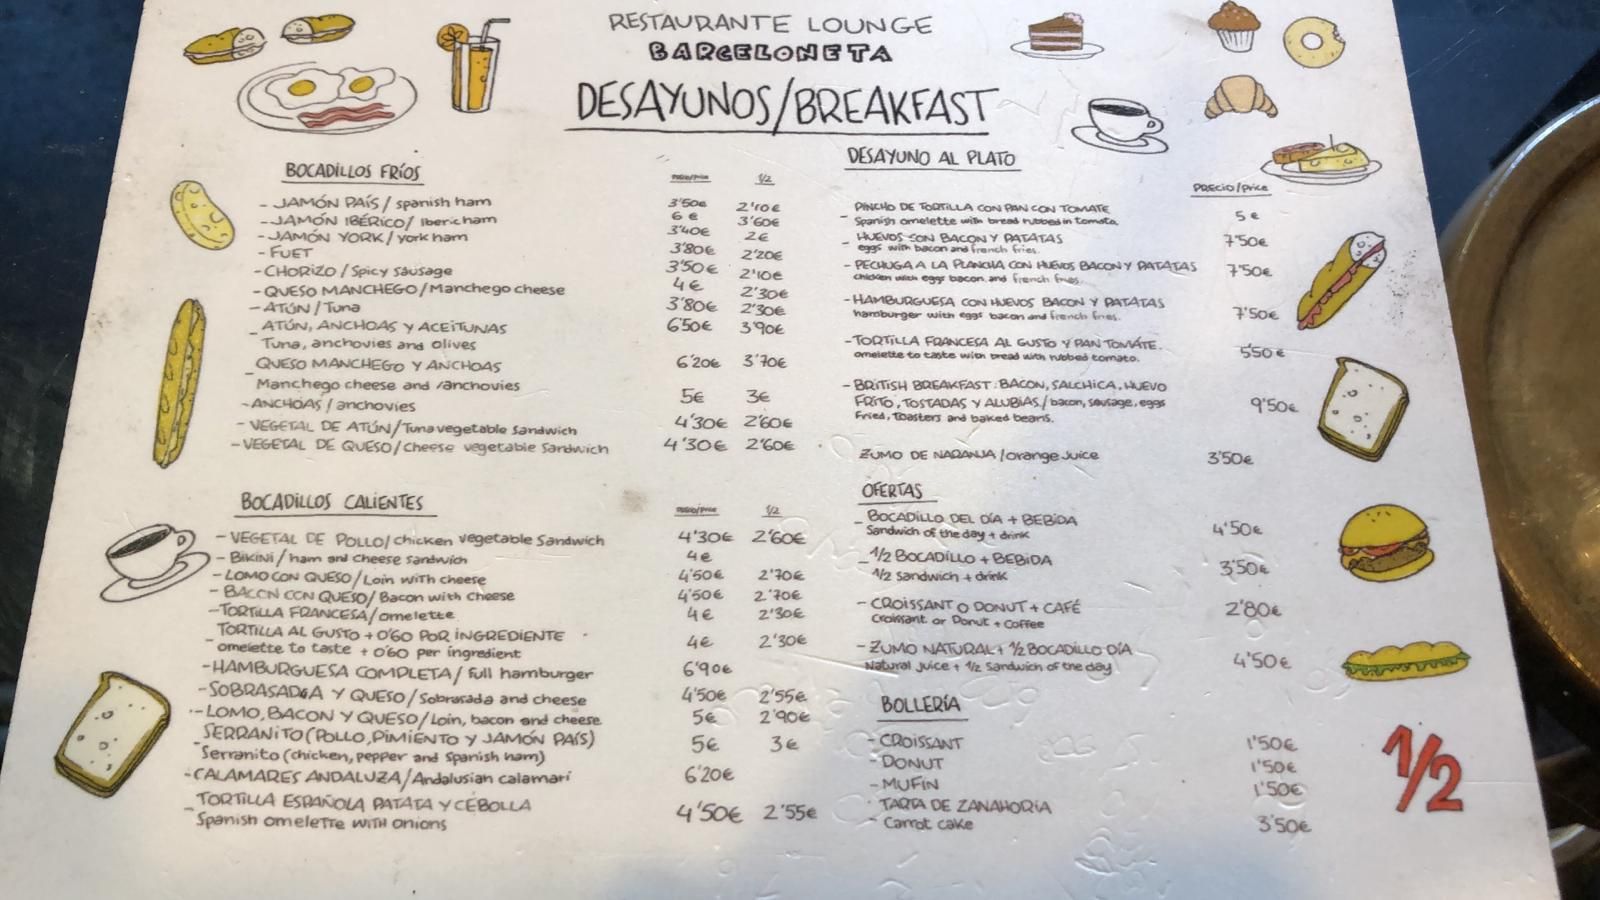 RESTAURANTE LOUNGE
BARCELONETA
DESAYUNOS/BREAKFAST
BOCADILLOS FRÍOS 1/2
- JAMÓN PAÍS / spanish ham 3'50€ 2'10€
- JAMÓN IBÉRICO / Iberic ham 6€ 3'60€
- JAMÓN YORK / york ham 3'40€ 2€
- FUET 3'80€ 2'20€
- CHORIZO / Spicy sausage 3'50€ 2'10€
- QUESO MANCHEGO / Manchego cheese 4€ 2'30€
- ATÚN / Tuna 3'80€ 2'30€
- ATÚN, ANCHOAS Y ACEITUNAS 6'50€ 3'90€
Tuna, anchovies and olives
- QUESO MANCHEGO Y ANCHOAS 6'20€ 3'70€
Manchego cheese and anchovies
- ANCHOAS / anchovies 5€ 3€
- VEGETAL DE ATÚN / Tuna vegetable sandwich 4'30€ 2'60€
- VEGETAL DE QUESO / Cheese vegetable Sandwich 4'30€ 2'60€
BOCADILLOS CALIENTES 1/2
- VEGETAL DE POLLO / chicken vegetable Sandwich 4'30€ 2'60€
- BIKINI / ham and cheese sandwich 4€
- LOMO CON QUESO / Loin with cheese 4'50€ 2'70€
- BACON CON QUESO / Bacon with cheese 4'50€ 2'70€
- TORTILLA FRANCESA / omelette 4€ 2'30€
- TORTILLA AL GUSTO + 0'60 POR INGREDIENTE 4€ 2'30€
omelette to taste + 0'60 per ingredient
- HAMBURGUESA COMPLETA / full hamburger 6'90€
- SOBRASADA Y QUESO / Sobrasada and cheese 4'50€ 2'55€
- LOMO, BACON Y QUESO / Loin, bacon and cheese 5€ 2'90€
- SERRANITO (POLLO, PIMIENTO Y JAMÓN PAÍS) 5€ 3€
Serranito (chicken, pepper and Spanish ham)
- CALAMARES ANDALUZA / Andalusian calamari 6'20€
- TORTILLA ESPAÑOLA PATATA Y CEBOLLA 4'50€ 2'55€
Spanish omelette with onions
DESAYUNO AL PLATO
PRECIO/price
- PINCHO DE TORTILLA CON PAN CON TOMATE 5€
Spanish omelette with bread rubbed in tomato.
- HUEVOS CON BACON Y PATATAS 7'50€
eggs with bacon and french fries.
- PECHUGA A LA PLANCHA CON HUEVOS BACON Y PATATAS 7'50€
chicken with eggs bacon and french fries.
- HAMBURGUESA CON HUEVOS BACON Y PATATAS 7'50€
hamburger with eggs bacon and french fries.
- TORTILLA FRANCESA AL GUSTO Y PAN TOMATE. 5'50€
omelette to taste with bread with rubbed tomato.
- BRITISH BREAKFAST: BACON, SALCHICA, HUEVO
FRITO, TOSTADAS Y ALUBIAS / bacon, sausage, eggs 9'50€
Fried, Toasters and baked beans.
ZUMO DE NARANJA / orange Juice 3'50€
OFERTAS
- BOCADILLO DEL DÍA + BEBIDA 4'50€
Sandwich of the day + drink
- 1/2 BOCADILLO + BEBIDA 3'50€
1/2 Sandwich + drink
- CROISSANT O DONUT + CAFÉ 2'80€
Croissant or Donut + Coffee
- ZUMO NATURAL + 1/2 BOCADILLO DÍA 4'50€
Natural Juice + 1/2 Sandwich of the day
BOLLERÍA
- CROISSANT 1'50€
- DONUT 1'50€
- MUFIN 1'50€
- TARTA DE ZANAHORIA
Carrot cake 3'50€
1/2